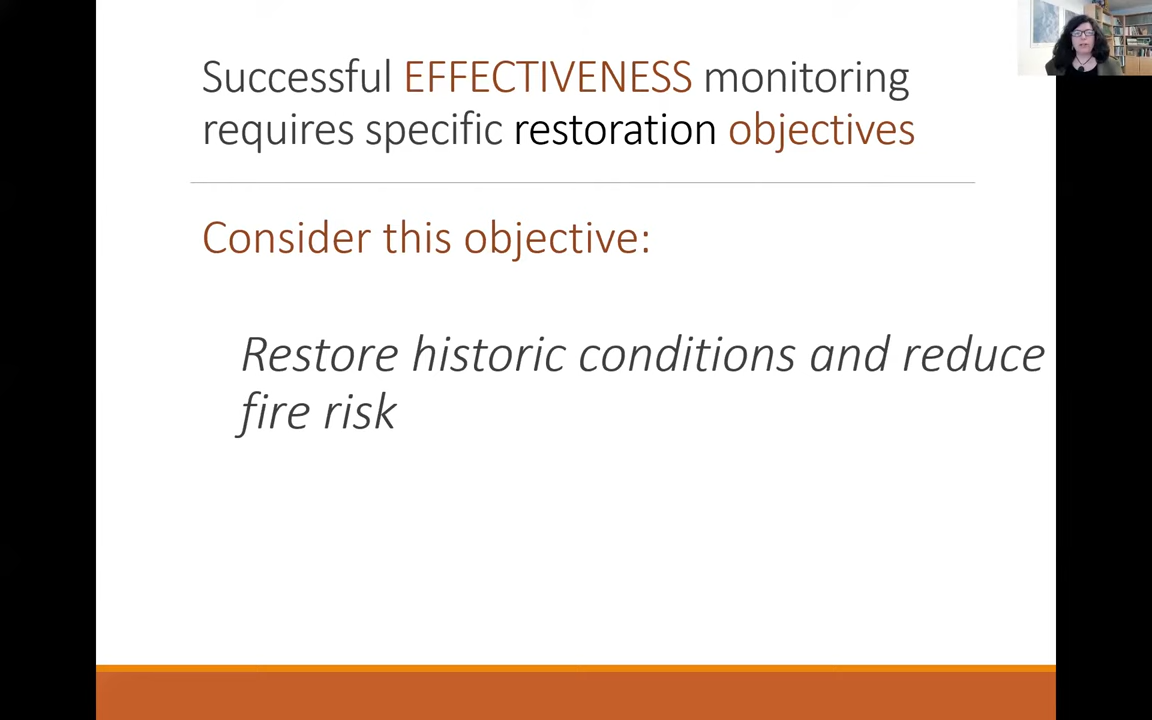 Successful EFFECTIVENESS monitoring
requires specific restoration objectives
Consider this objective:
Restore historic conditions and reduce
fire risk